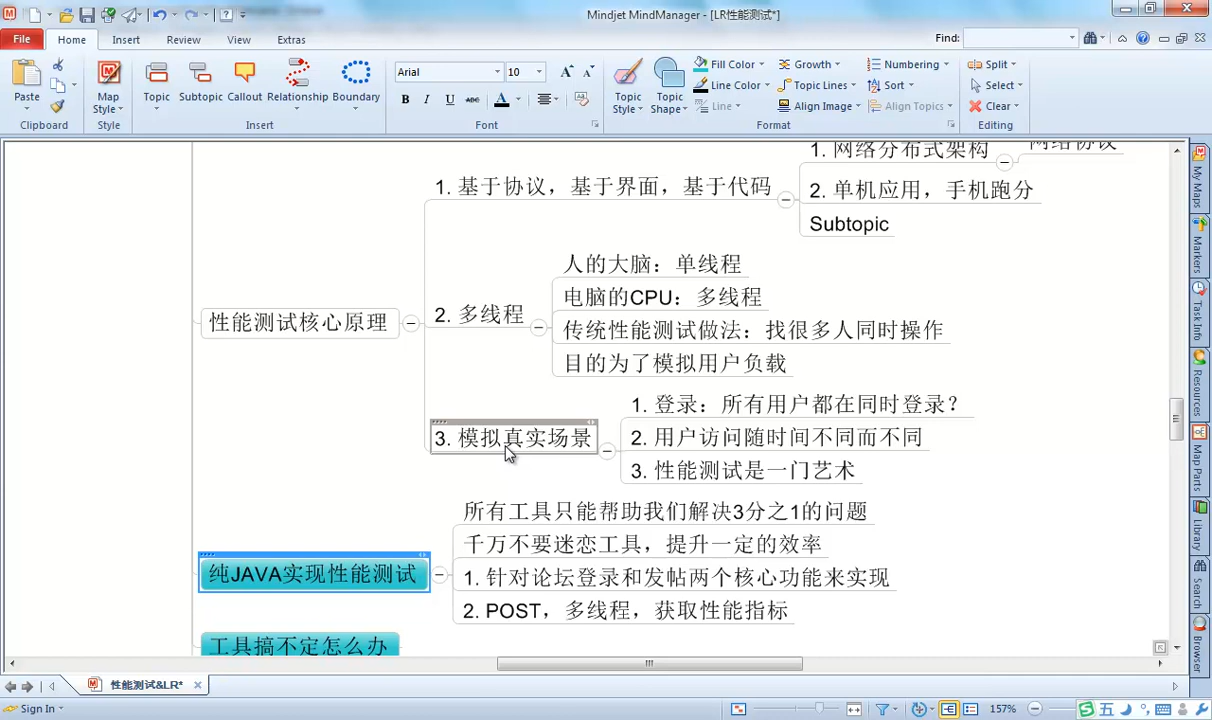 Mindjet MindManager - [LR性能测试*]
File Home Insert Review View Extras
Find:
Paste
Clipboard
Map Style
Style
Topic Subtopic Callout Relationship Boundary
Insert
Arial 10
B I U abc A
Font
Topic Style Topic Shape
Fill Color Growth Numbering
Line Color Topic Lines Sort
Line Align Image Align Topics
Format
Split
Select
Clear
Editing
1. 网络分布式架构
网络协议
1. 基于协议，基于界面，基于代码
2. 单机应用，手机跑分
Subtopic
性能测试核心原理
2. 多线程
人的大脑：单线程
电脑的CPU：多线程
传统性能测试做法：找很多人同时操作
目的为了模拟用户负载
3. 模拟真实场景
1. 登录：所有用户都在同时登录？
2. 用户访问随时间不同而不同
3. 性能测试是一门艺术
纯JAVA实现性能测试
所有工具只能帮助我们解决3分之1的问题
千万不要迷恋工具，提升一定的效率
1. 针对论坛登录和发帖两个核心功能来实现
2. POST，多线程，获取性能指标
工具搞不定怎么办
My Maps
Markers
Task Info
Resources
Map Parts
Library
Search
Browser
性能测试&LR*
Sign In
157%
五